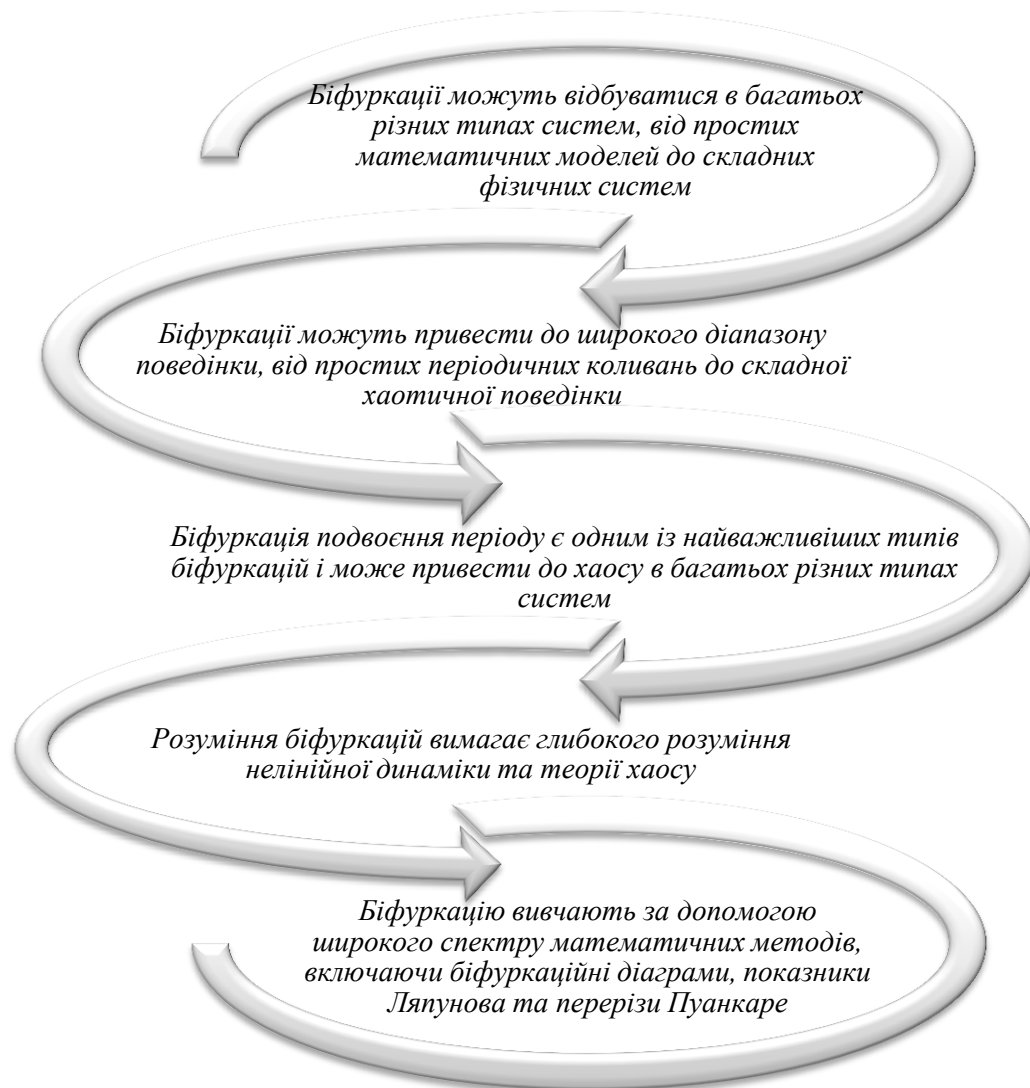 Біфуркації можуть відбуватися в багатьох
різних типах систем, від простих
математичних моделей до складних
фізичних систем
Біфуркації можуть привести до широкого діапазону
поведінки, від простих періодичних коливань до складної
хаотичної поведінки
Біфуркація подвоєння періоду є одним із найважливіших типів
біфуркацій і може привести до хаосу в багатьох різних типах
систем
Розуміння біфуркацій вимагає глибокого розуміння
нелінійної динаміки та теорії хаосу
Біфуркацію вивчають за допомогою
широкого спектру математичних методів,
включаючи біфуркаційні діаграми, показники
Ляпунова та перерізи Пуанкаре